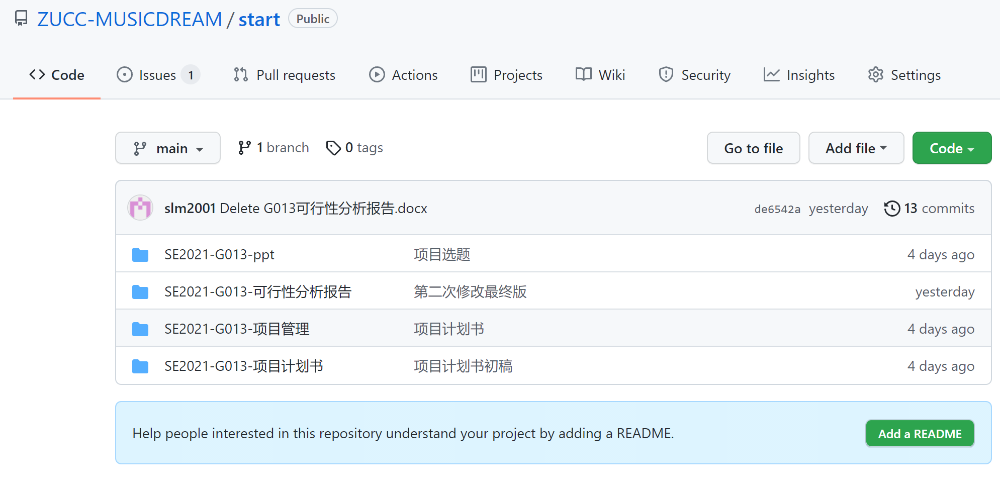 ZUCC-MUSICDREAM / start Public
Code Issues 1 Pull requests Actions Projects Wiki Security Insights Settings
main 1 branch 0 tags Go to file Add file Code
slm2001 Delete G013可行性分析报告.docx de6542a yesterday 13 commits
SE2021-G013-ppt 项目选题 4 days ago
SE2021-G013-可行性分析报告 第二次修改最终版 yesterday
SE2021-G013-项目管理 项目计划书 4 days ago
SE2021-G013-项目计划书 项目计划书初稿 4 days ago
Help people interested in this repository understand your project by adding a README. Add a README